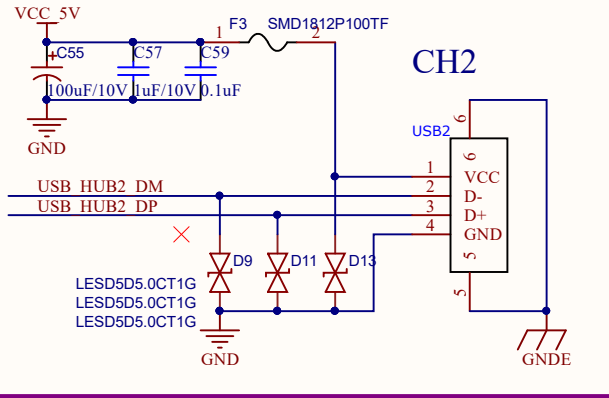 VCC_5V
F3 SMD1812P100TF
1 2
C55 C57 C59
100uF/10V 1uF/10V 0.1uF
GND
CH2
USB2
6
6
1 VCC
2 D-
3 D+
4 GND
5
5
USB_HUB2_DM
USB_HUB2_DP
D9 D11 D13
LESD5D5.0CT1G
LESD5D5.0CT1G
LESD5D5.0CT1G
GND
GNDE